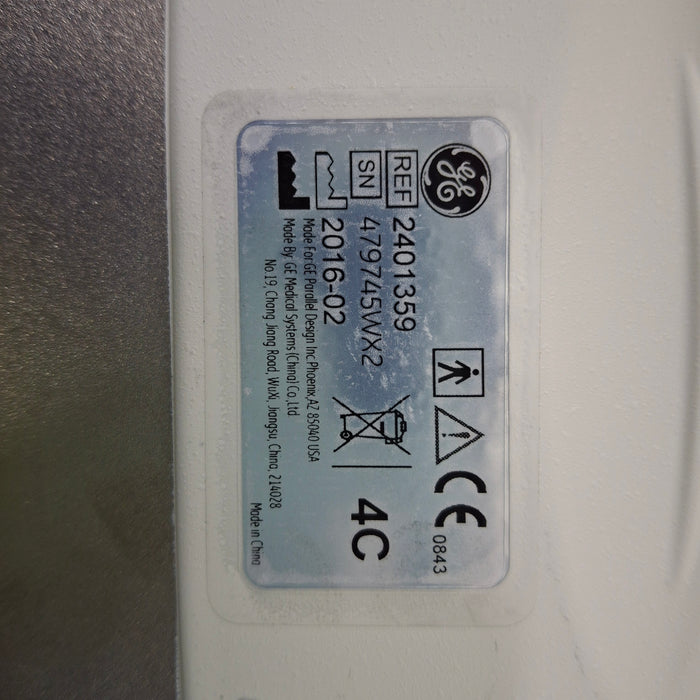 GE
REF 2401359
SN 479745WX2
2016-02
4C
0843
CE
Made For GE Parallel Design Inc Phoenix, AZ 85040 USA
Made By GE Medical Systems (China) Co., Ltd
No.19, Chang Jiang Road, WuXi, Jiangsu, China, 214028
Made in China